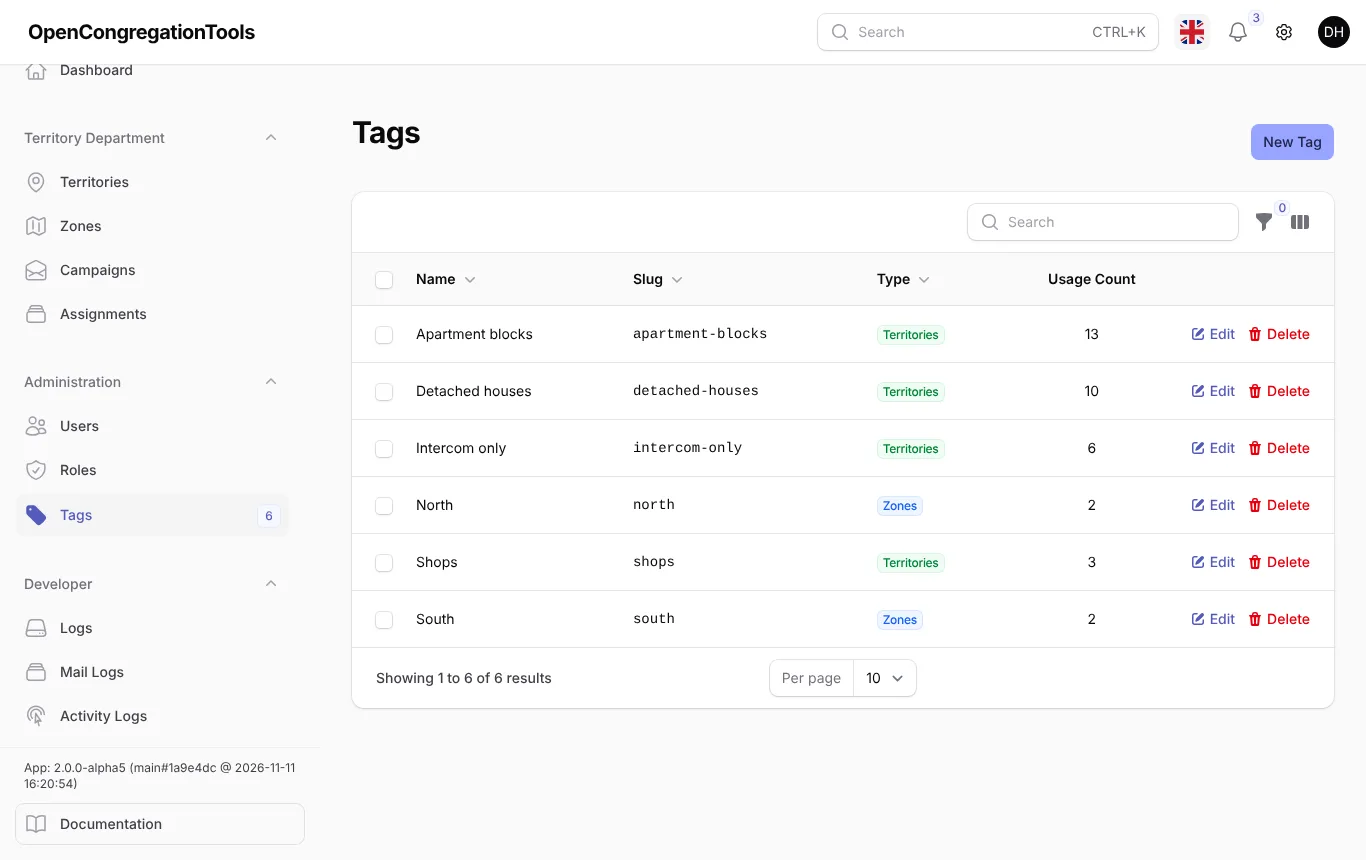 OpenCongregationTools
Search CTRL+K
3
DH
Dashboard
Territory Department
Territories
Zones
Campaigns
Assignments
Administration
Users
Roles
Tags 6
Developer
Logs
Mail Logs
Activity Logs
App: 2.0.0-alpha5 (main#1a9e4dc @ 2026-11-11
16:20:54)
Documentation
Tags
New Tag
Search
0
Name Slug Type Usage Count
Apartment blocks apartment-blocks Territories 13 Edit Delete
Detached houses detached-houses Territories 10 Edit Delete
Intercom only intercom-only Territories 6 Edit Delete
North north Zones 2 Edit Delete
Shops shops Territories 3 Edit Delete
South south Zones 2 Edit Delete
Showing 1 to 6 of 6 results Per page 10